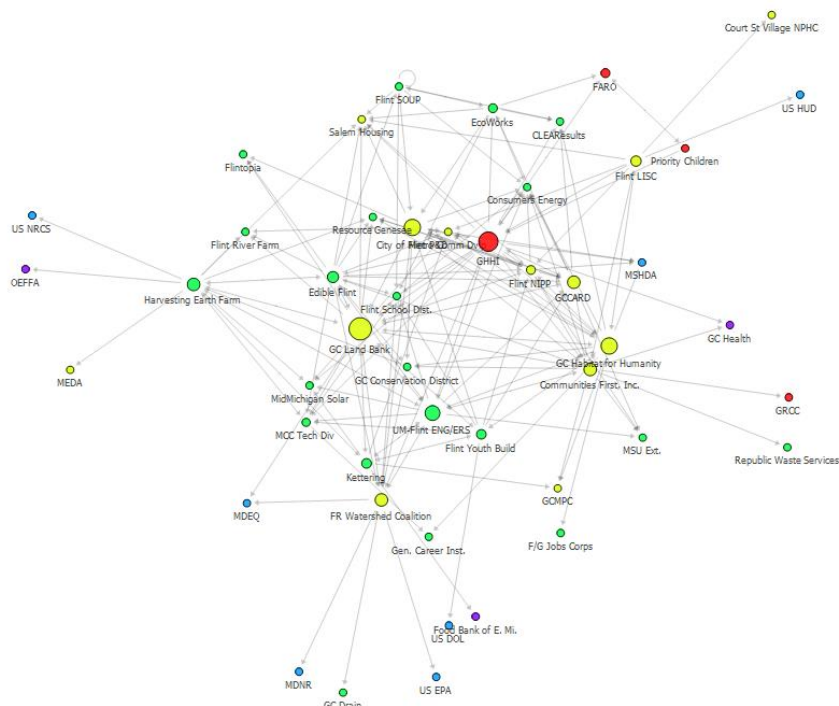 Court St Village NPHC
FARO
US HUD
Flint SOUP
EcoWorks
CLEAResults
Salem Housing
Priority Children
Flint LISC
Flintopia
Consumers Energy
US NRCS
Resource Genesee
City of Flint P&D
Flint River Farm
GHHI
MSHDA
OEFFA
Flint NIPP
Harvesting Earth Farm
Edible Flint
GCCARD
Flint School Dist.
GC Health
GC Land Bank
GC Habitat for Humanity
MEDA
GC Conservation District
Communities First, Inc.
MidMichigan Solar
GRCC
UM-Flint ENG/ERS
MCC Tech Div
Flint Youth Build
MSU Ext.
Republic Waste Services
Kettering
GCMPC
MDEQ
FR Watershed Coalition
Gen. Career Inst.
F/G Jobs Corps
Food Bank of E. Mi.
US DOL
MDNR
US EPA
GC Drain